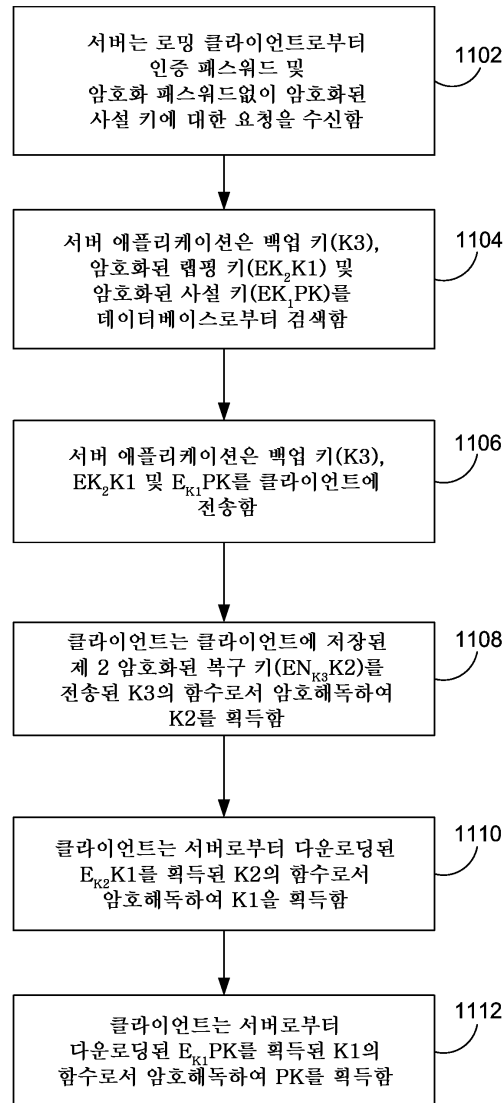 서버는 로밍 클라이언트로부터
인증 패스워드 및
암호화 패스워드없이 암호화된
사설 키에 대한 요청을 수신함
1102
서버 애플리케이션은 백업 키(K3),
암호화된 랩핑 키(EK₂K1) 및
암호화된 사설 키(EK₁PK)를
데이터베이스로부터 검색함
1104
서버 애플리케이션은 백업 키(K3),
EK₂K1 및 E_K1PK를 클라이언트에
전송함
1106
클라이언트는 클라이언트에 저장된
제 2 암호화된 복구 키(EN_K3K2)를
전송된 K3의 함수로서 암호해독하여
K2를 획득함
1108
클라이언트는 서버로부터 다운로딩된
E_K2K1를 획득된 K2의 함수로서
암호해독하여 K1을 획득함
1110
클라이언트는 서버로부터
다운로딩된 E_K1PK를 획득된 K1의
함수로서 암호해독하여 PK를 획득함
1112